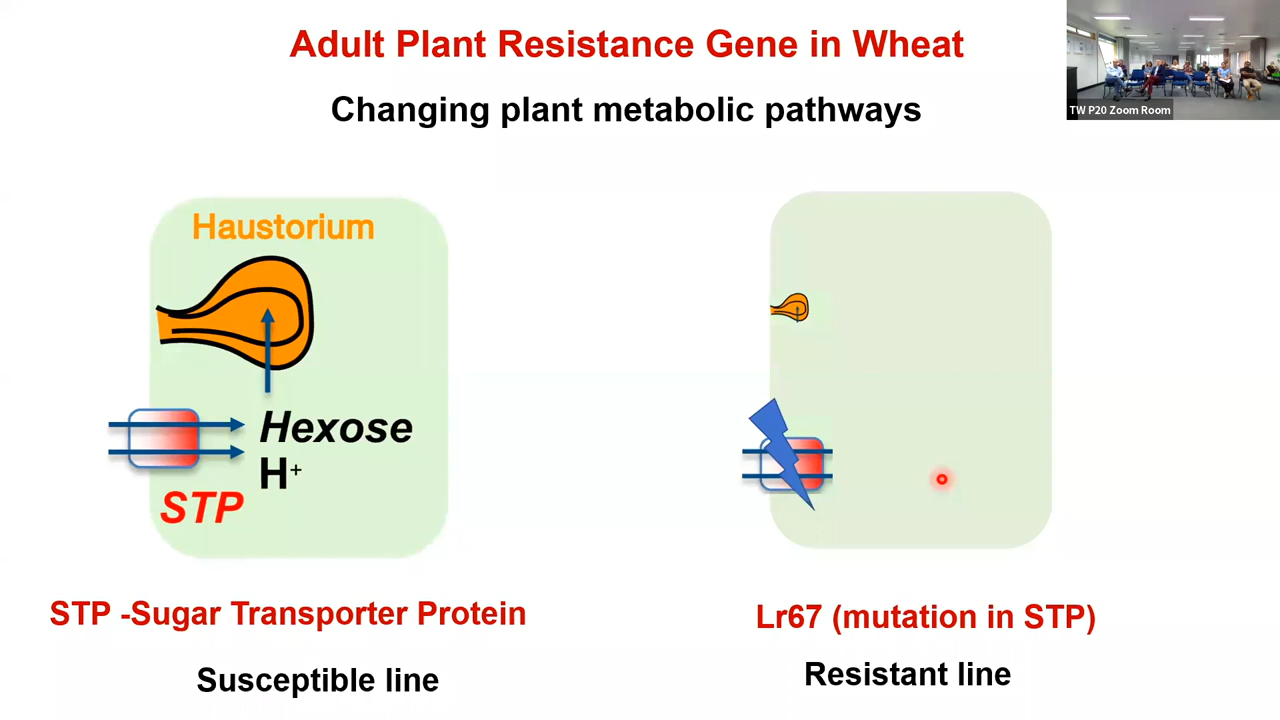 Adult Plant Resistance Gene in Wheat
Changing plant metabolic pathways
TW P20 Zoom Room
Haustorium
Hexose
H+
STP
STP -Sugar Transporter Protein
Susceptible line
Lr67 (mutation in STP)
Resistant line